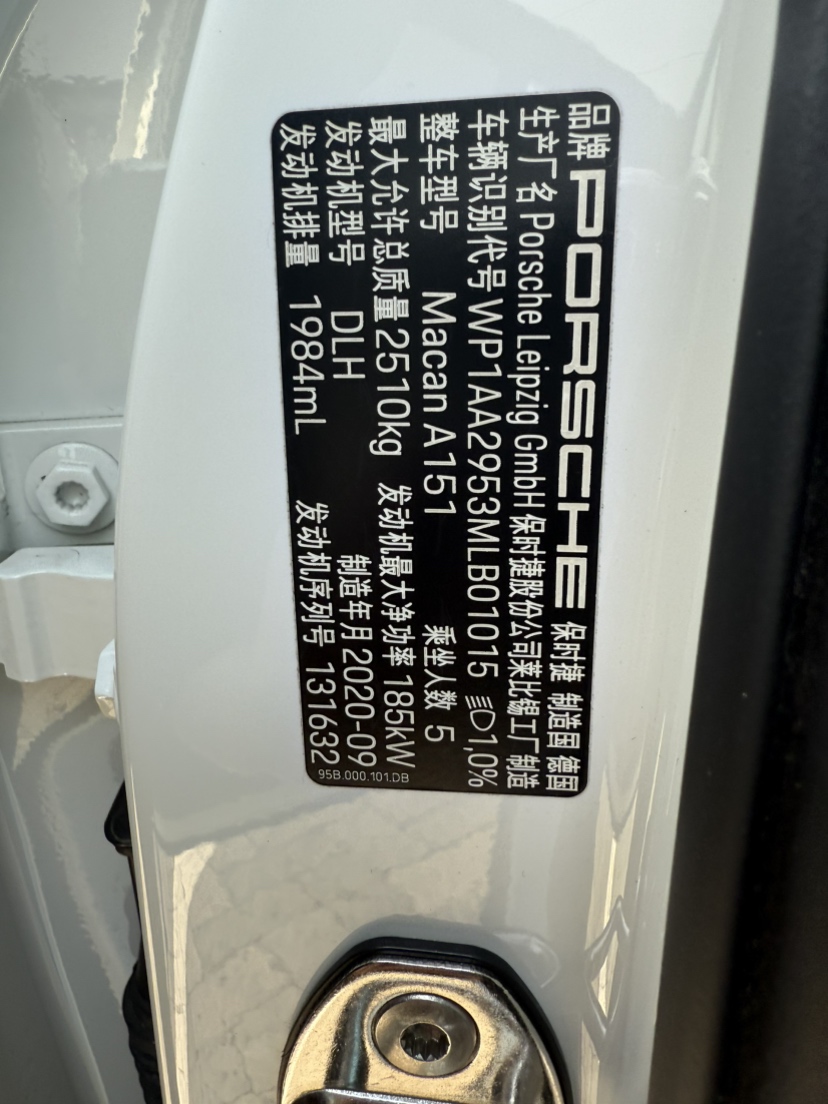 品牌 PORSCHE 保时捷 制造国 德国
生产厂名 Porsche Leipzig GmbH 保时捷股份公司莱比锡工厂制造
车辆识别代号 WP1AA2953MLB01015 1,0%
整车型号 Macan A151 乘坐人数 5
最大允许总质量 2510kg 发动机最大净功率 185kW
发动机型号 DLH 制造年月 2020-09
发动机排量 1984mL 发动机序列号 131632
95B.000.101.DB